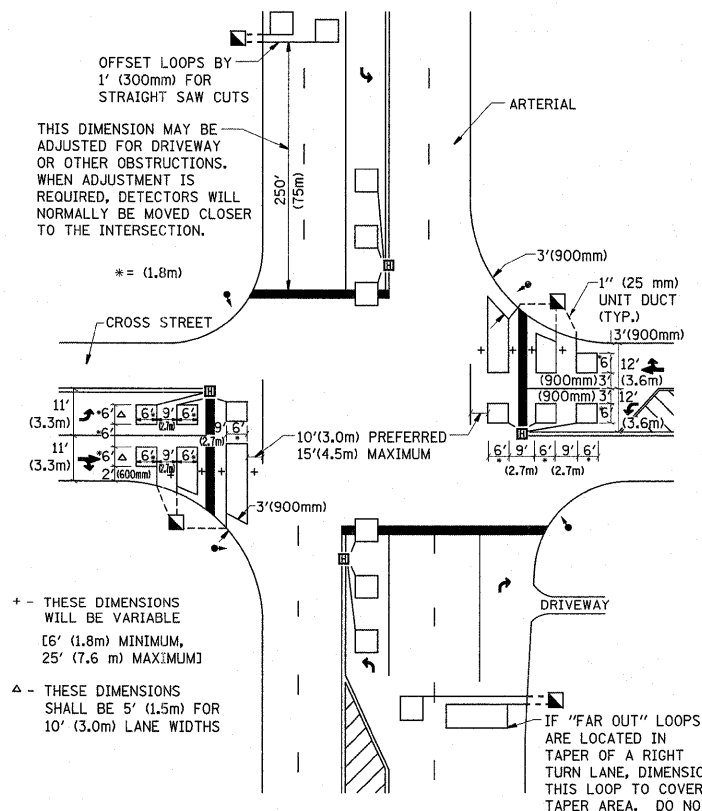 OFFSET LOOPS BY
1' (300mm) FOR
STRAIGHT SAW CUTS
ARTERIAL
THIS DIMENSION MAY BE
ADJUSTED FOR DRIVEWAY
OR OTHER OBSTRUCTIONS.
WHEN ADJUSTMENT IS
REQUIRED, DETECTORS WILL
NORMALLY BE MOVED CLOSER
TO THE INTERSECTION.
250'
(75m)
* = (1.8m)
3'(900mm)
1" (25 mm)
UNIT DUCT
(TYP.)
CROSS STREET
3'(900mm)
*6'
12'
(3.6m)
(900mm) 3'
(900mm) 3'
*6'
12'
(3.6m)
H
H
H
H
11'
(3.3m)
*6'
△
6'
9'
6'
(2.7m)
*6'
9'
6'
*
(2.7m)
11'
(3.3m)
*6'
△
6'
9'
6'
(2.7m)
2'
(600mm)
10'(3.0m) PREFERRED
15'(4.5m) MAXIMUM
6' 9' 6' 9' 6'
* (2.7m) * (2.7m) *
3'(900mm)
+ - THESE DIMENSIONS
WILL BE VARIABLE
[6' (1.8m) MINIMUM,
25' (7.6 m) MAXIMUM]
△ - THESE DIMENSIONS
SHALL BE 5' (1.5m) FOR
10' (3.0m) LANE WIDTHS
DRIVEWAY
IF "FAR OUT" LOOPS
ARE LOCATED IN
TAPER OF A RIGHT
TURN LANE, DIMENSIO
THIS LOOP TO COVER
TAPER AREA. DO NO